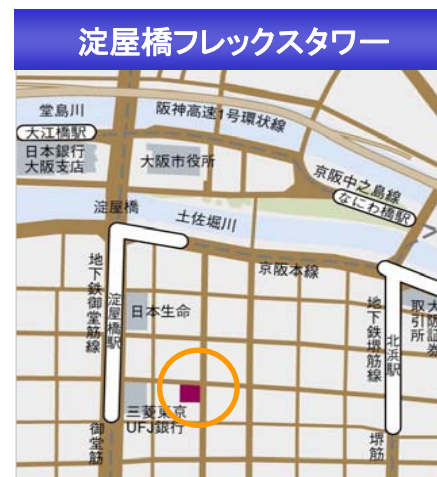 淀屋橋フレックスタワー
堂島川
阪神高速1号環状線
大江橋駅
日本銀行
大阪支店
大阪市役所
京阪中之島線
なにわ橋駅
淀屋橋
土佐堀川
京阪本線
地下鉄御堂筋線
淀屋橋駅
日本生命
地下鉄堺筋線
北浜駅
大阪証券
取引所
三菱東京
UFJ銀行
御堂筋
堺筋